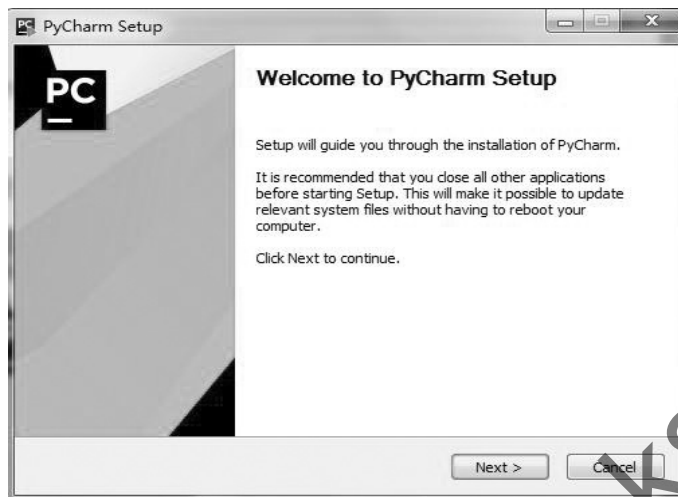 PC PyCharm Setup
PC
Welcome to PyCharm Setup
Setup will guide you through the installation of PyCharm.
It is recommended that you close all other applications
before starting Setup. This will make it possible to update
relevant system files without having to reboot your
computer.
Click Next to continue.
Next > Cancel